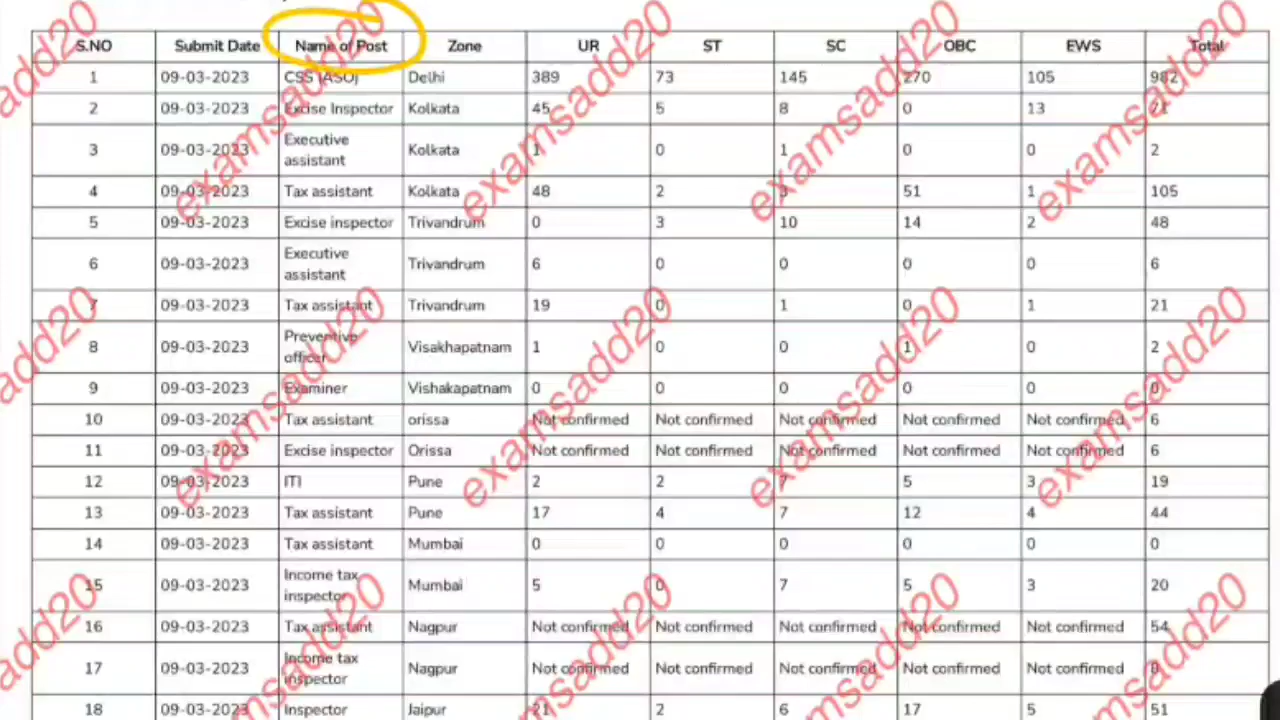 S.NO Submit Date Name of Post Zone UR ST SC OBC EWS Total
1 09-03-2023 CSS (ASO) Delhi 389 73 145 270 105 982
2 09-03-2023 Excise Inspector Kolkata 45 5 8 0 13 71
3 09-03-2023 Executive assistant Kolkata 1 0 1 0 0 2
4 09-03-2023 Tax assistant Kolkata 48 2 3 51 1 105
5 09-03-2023 Excise inspector Trivandrum 0 3 10 14 2 48
6 09-03-2023 Executive assistant Trivandrum 6 0 0 0 0 6
7 09-03-2023 Tax assistant Trivandrum 19 0 1 0 1 21
8 09-03-2023 Preventive officer Visakhapatnam 1 0 0 1 0 2
9 09-03-2023 Examiner Vishakapatnam 0 0 0 0 0 0
10 09-03-2023 Tax assistant orissa Not confirmed Not confirmed Not confirmed Not confirmed Not confirmed 6
11 09-03-2023 Excise inspector Orissa Not confirmed Not confirmed Not confirmed Not confirmed Not confirmed 6
12 09-03-2023 ITI Pune 2 2 7 5 3 19
13 09-03-2023 Tax assistant Pune 17 4 7 12 4 44
14 09-03-2023 Tax assistant Mumbai 0 0 0 0 0 0
15 09-03-2023 Income tax inspector Mumbai 5 0 7 5 3 20
16 09-03-2023 Tax assistant Nagpur Not confirmed Not confirmed Not confirmed Not confirmed Not confirmed 54
17 09-03-2023 Income tax inspector Nagpur Not confirmed Not confirmed Not confirmed Not confirmed Not confirmed
18 09-03-2023 Inspector Jaipur 21 2 6 17 5 51
examsadd20